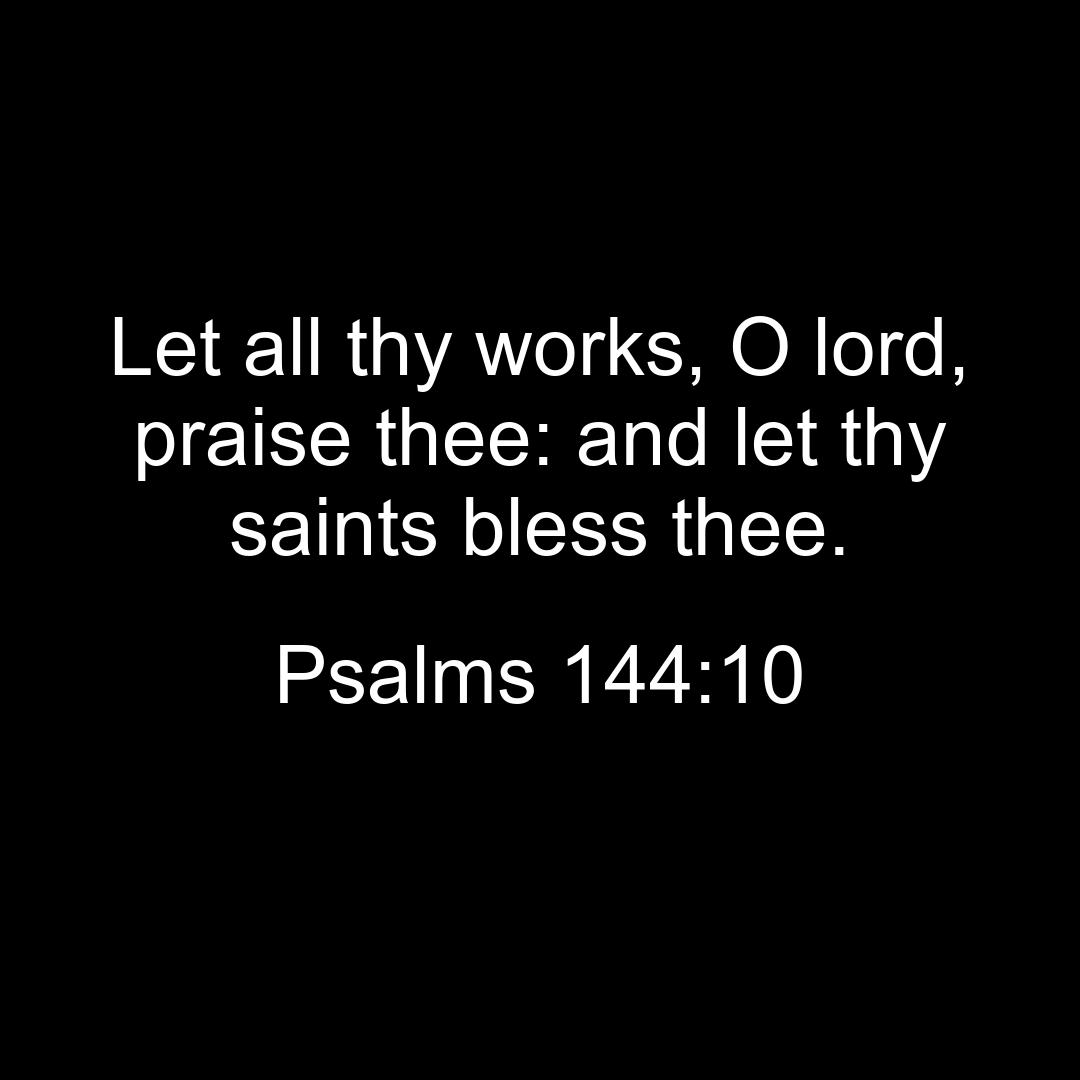 Let all thy works, O lord,
praise thee: and let thy
saints bless thee.
Psalms 144:10